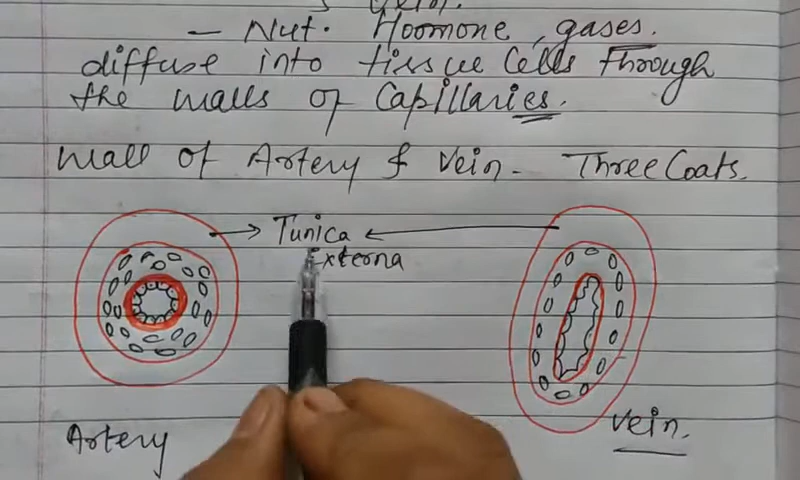 — Nut. Hoomone, gases.
diffuse into tissue Cells Through
the walls of Capillaries.
Wall of Artery & Vein - Three Coats.
Tunica
Externa
Artery
Vein.